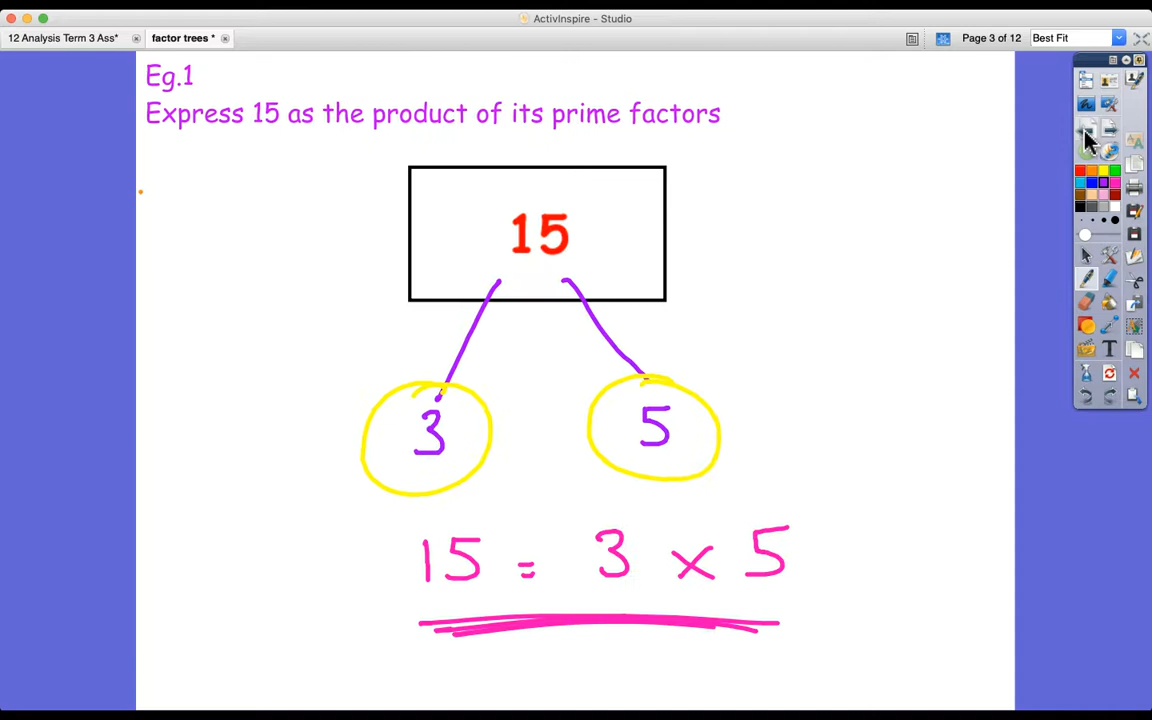 ActivInspire - Studio
12 Analysis Term 3 Ass*
factor trees *
Page 3 of 12
Best Fit
Eg.1
Express 15 as the product of its prime factors
15
3
5
15 = 3 × 5